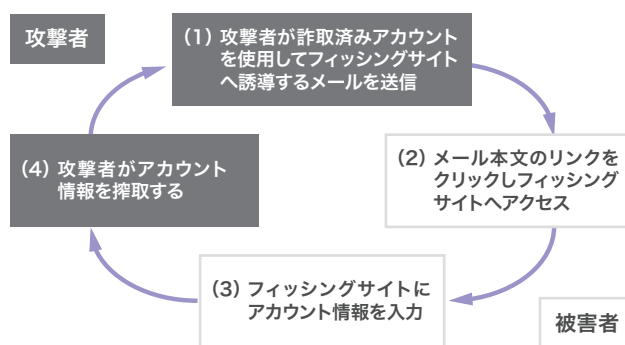 攻撃者
(1) 攻撃者が詐取済みアカウント
を使用してフィッシングサイト
へ誘導するメールを送信
(2) メール本文のリンクを
クリックしフィッシング
サイトへアクセス
(3) フィッシングサイトに
アカウント情報を入力
(4) 攻撃者がアカウント
情報を搾取する
被害者